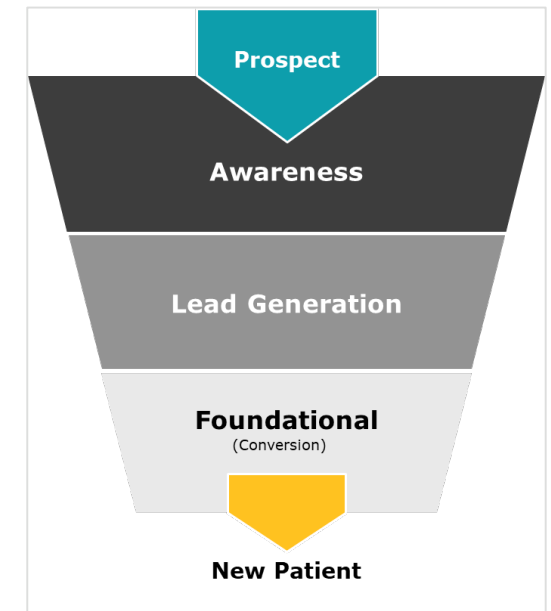 Prospect
Awareness
Lead Generation
Foundational
(Conversion)
New Patient